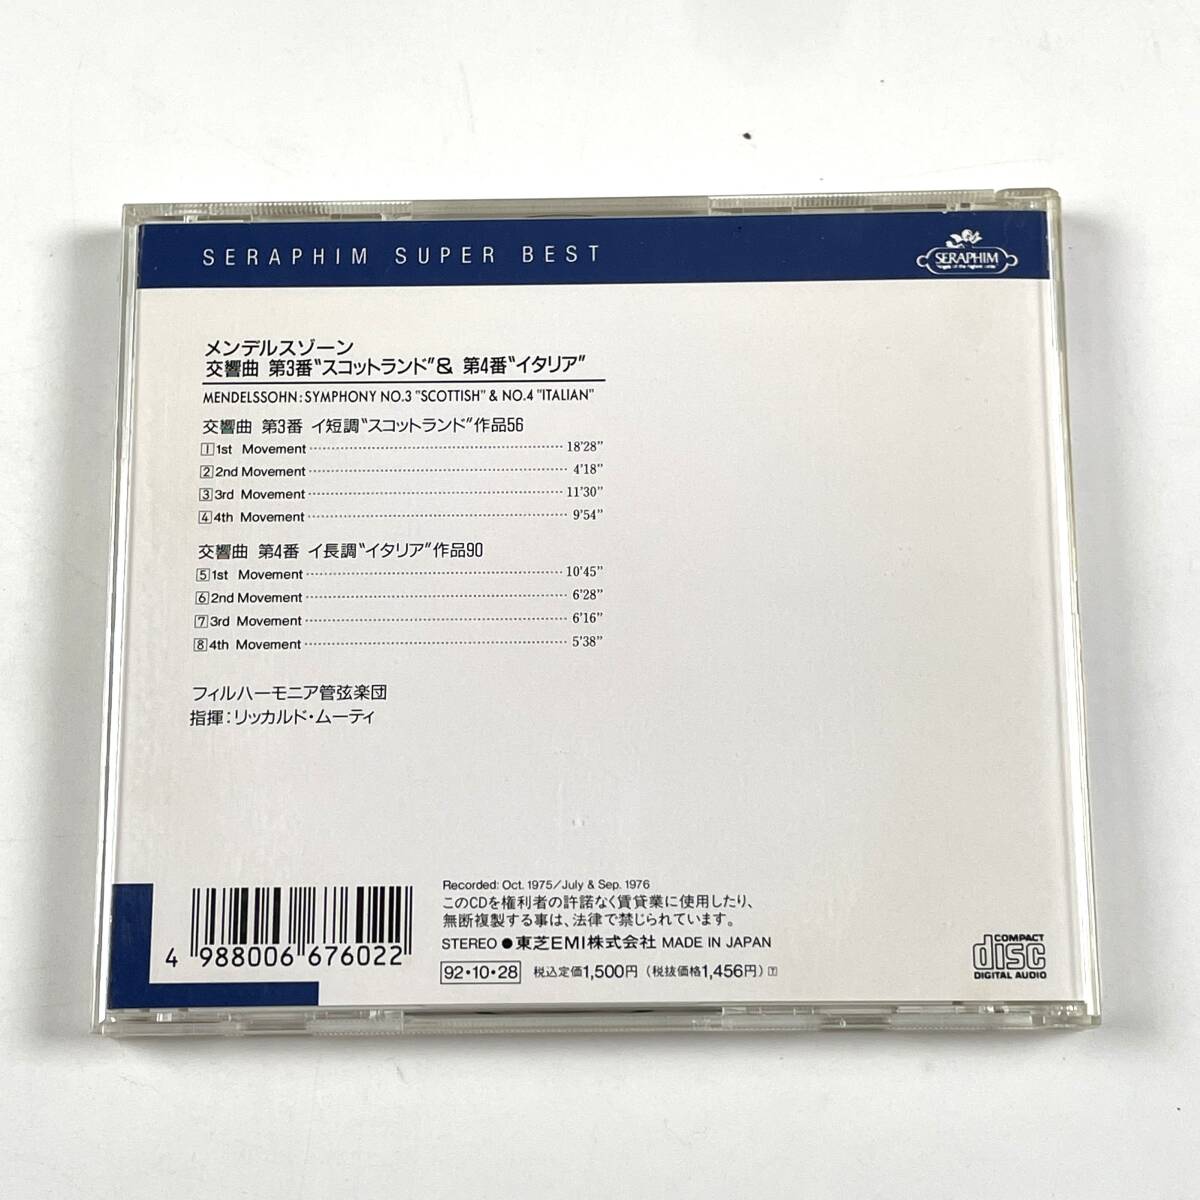 SERAPHIM SUPER BEST
SERAPHIM
メンデルスゾーン
交響曲 第3番“スコットランド”& 第4番“イタリア”
MENDELSSOHN: SYMPHONY NO.3 "SCOTTISH" & NO.4 "ITALIAN"
交響曲 第3番 イ短調“スコットランド”作品56
1 1st Movement 18'28"
2 2nd Movement 4'18"
3 3rd Movement 11'30"
4 4th Movement 9'54"
交響曲 第4番 イ長調“イタリア”作品90
5 1st Movement 10'45"
6 2nd Movement 6'28"
7 3rd Movement 6'16"
8 4th Movement 5'38"
フィルハーモニア管弦楽団
指揮：リッカルド・ムーティ
4 988006 676022
Recorded: Oct. 1975/July & Sep. 1976
このCDを権利者の許諾なく賃貸業に使用したり、
無断複製する事は、法律で禁じられています。
STEREO ●東芝EMI株式会社 MADE IN JAPAN
92・10・28 税込定価1,500円（税抜価格1,456円）Y
COMPACT
disc
DIGITAL AUDIO